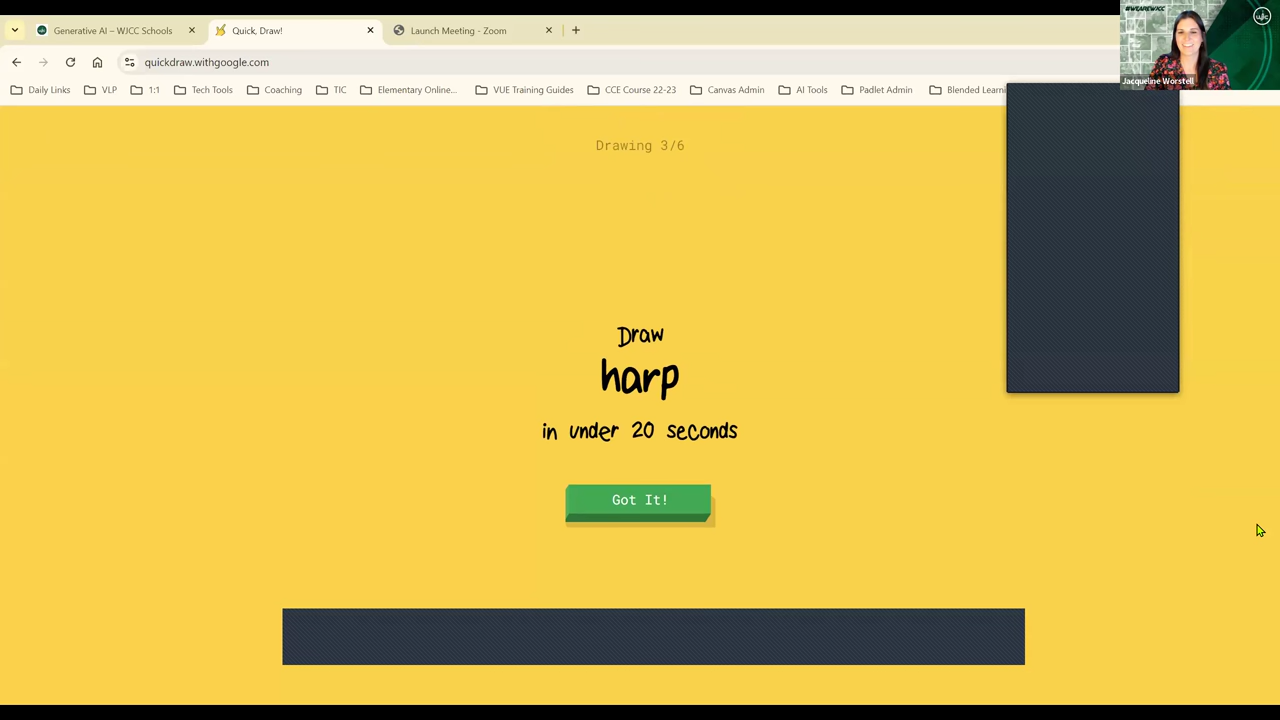 Generative AI – WJCC Schools
Quick, Draw!
Launch Meeting - Zoom
quickdraw.withgoogle.com
Daily Links
VLP
1:1
Tech Tools
Coaching
TIC
Elementary Online...
VUE Training Guides
CCE Course 22-23
Canvas Admin
AI Tools
Padlet Admin
Blended Learni
#WEAREWJCC
wjcc
Jacqueline Worstell
Drawing 3/6
Draw
harp
in under 20 seconds
Got It!